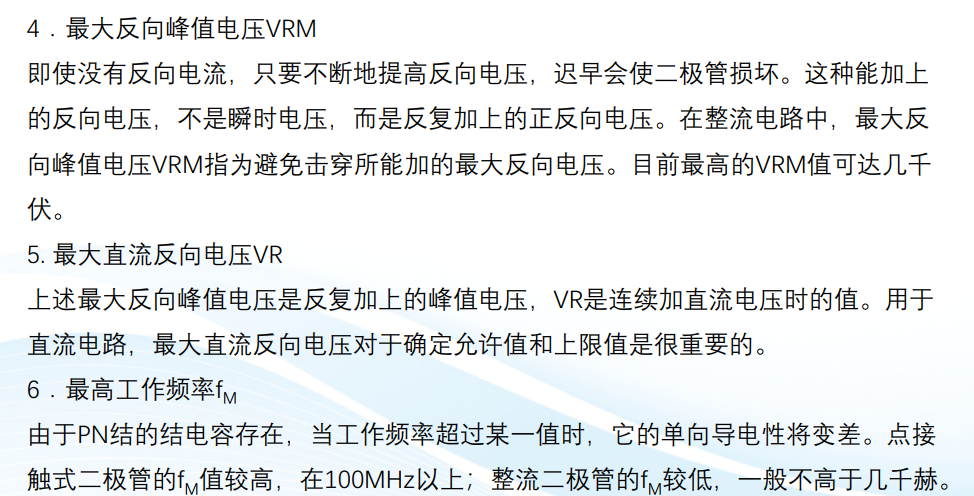 4．最大反向峰值电压VRM
即使没有反向电流，只要不断地提高反向电压，迟早会使二极管损坏。这种能加上
的反向电压，不是瞬时电压，而是反复加上的正反向电压。在整流电路中，最大反
向峰值电压VRM指为避免击穿所能加的最大反向电压。目前最高的VRM值可达几千
伏。
5. 最大直流反向电压VR
上述最大反向峰值电压是反复加上的峰值电压，VR是连续加直流电压时的值。用于
直流电路，最大直流反向电压对于确定允许值和上限值是很重要的。
6．最高工作频率fM
由于PN结的结电容存在，当工作频率超过某一值时，它的单向导电性将变差。点接
触式二极管的fM值较高，在100MHz以上；整流二极管的fM较低，一般不高于几千赫。